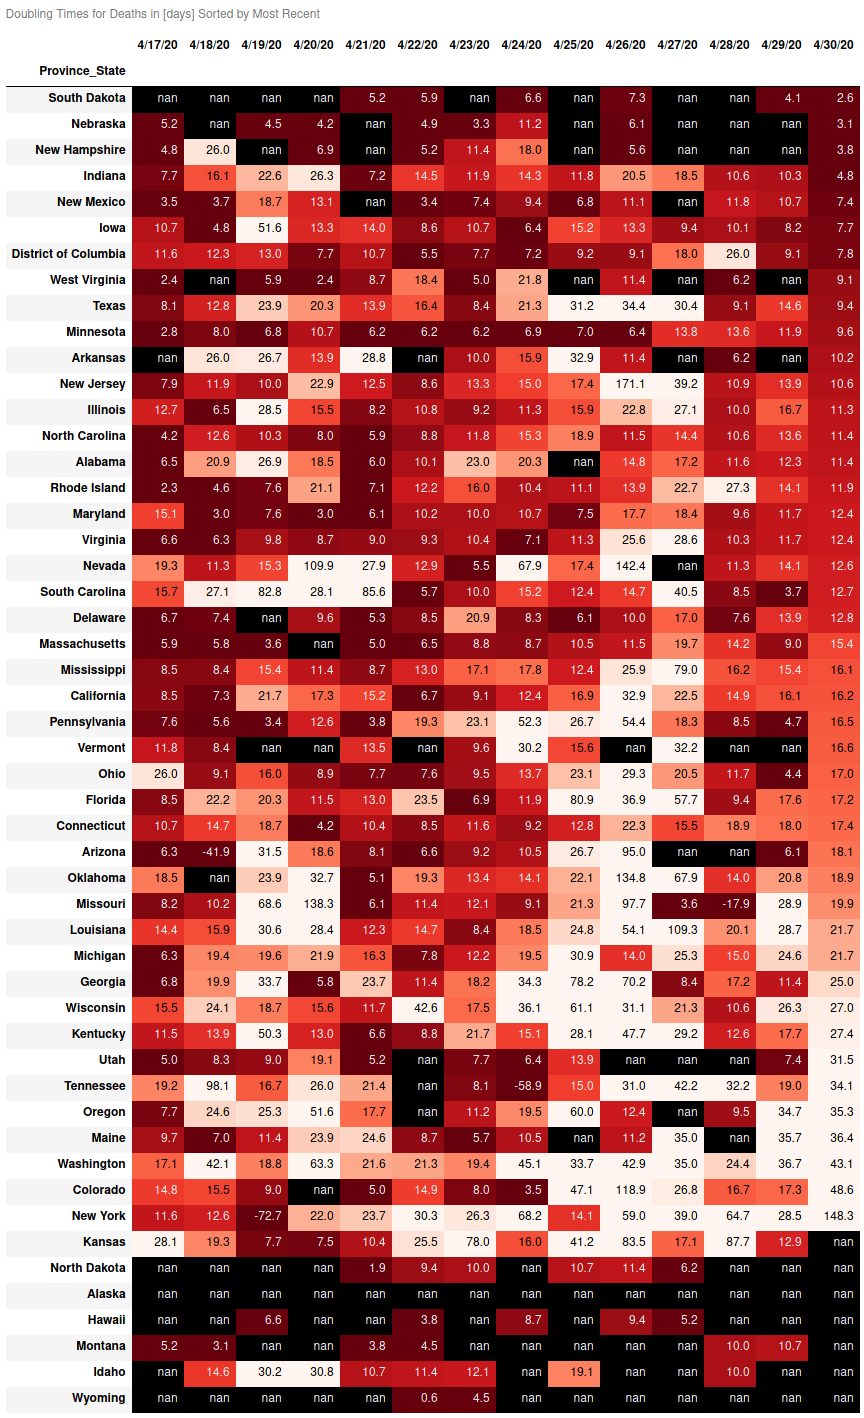 Doubling Times for Deaths in [days] Sorted by Most Recent
4/17/20 4/18/20 4/19/20 4/20/20 4/21/20 4/22/20 4/23/20 4/24/20 4/25/20 4/26/20 4/27/20 4/28/20 4/29/20 4/30/20
Province_State
South Dakota nan nan nan nan 5.2 5.9 nan 6.6 nan 7.3 nan nan 4.1 2.6
Nebraska 5.2 nan 4.5 4.2 nan 4.9 3.3 11.2 nan 6.1 nan nan nan 3.1
New Hampshire 4.8 26.0 nan 6.9 nan 5.2 11.4 18.0 nan 5.6 nan nan nan 3.8
Indiana 7.7 16.1 22.6 26.3 7.2 14.5 11.9 14.3 11.8 20.5 18.5 10.6 10.3 4.8
New Mexico 3.5 3.7 18.7 13.1 nan 3.4 7.4 9.4 6.8 11.1 nan 11.8 10.7 7.4
Iowa 10.7 4.8 51.6 13.3 14.0 8.6 10.7 6.4 15.2 13.3 9.4 10.1 8.2 7.7
District of Columbia 11.6 12.3 13.0 7.7 10.7 5.5 7.7 7.2 9.2 9.1 18.0 26.0 9.1 7.8
West Virginia 2.4 nan 5.9 2.4 8.7 18.4 5.0 21.8 nan 11.4 nan 6.2 nan 9.1
Texas 8.1 12.8 23.9 20.3 13.9 16.4 8.4 21.3 31.2 34.4 30.4 9.1 14.6 9.4
Minnesota 2.8 8.0 6.8 10.7 6.2 6.2 6.2 6.9 7.0 6.4 13.8 13.6 11.9 9.6
Arkansas nan 26.0 26.7 13.9 28.8 nan 10.0 15.9 32.9 11.4 nan 6.2 nan 10.2
New Jersey 7.9 11.9 10.0 22.9 12.5 8.6 13.3 15.0 17.4 171.1 39.2 10.9 13.9 10.6
Illinois 12.7 6.5 28.5 15.5 8.2 10.8 9.2 11.3 15.9 22.8 27.1 10.0 16.7 11.3
North Carolina 4.2 12.6 10.3 8.0 5.9 8.8 11.8 15.3 18.9 11.5 14.4 10.6 13.6 11.4
Alabama 6.5 20.9 26.9 18.5 6.0 10.1 23.0 20.3 nan 14.8 17.2 11.6 12.3 11.4
Rhode Island 2.3 4.6 7.6 21.1 7.1 12.2 16.0 10.4 11.1 13.9 22.7 27.3 14.1 11.9
Maryland 15.1 3.0 7.6 3.0 6.1 10.2 10.0 10.7 7.5 17.7 18.4 9.6 11.7 12.4
Virginia 6.6 6.3 9.8 8.7 9.0 9.3 10.4 7.1 11.3 25.6 28.6 10.3 11.7 12.4
Nevada 19.3 11.3 15.3 109.9 27.9 12.9 5.5 67.9 17.4 142.4 nan 11.3 14.1 12.6
South Carolina 15.7 27.1 82.8 28.1 85.6 5.7 10.0 15.2 12.4 14.7 40.5 8.5 3.7 12.7
Delaware 6.7 7.4 nan 9.6 5.3 8.5 20.9 8.3 6.1 10.0 17.0 7.6 13.9 12.8
Massachusetts 5.9 5.8 3.6 nan 5.0 6.5 8.8 8.7 10.5 11.5 19.7 14.2 9.0 15.4
Mississippi 8.5 8.4 15.4 11.4 8.7 13.0 17.1 17.8 12.4 25.9 79.0 16.2 15.4 16.1
California 8.5 7.3 21.7 17.3 15.2 6.7 9.1 12.4 16.9 32.9 22.5 14.9 16.1 16.2
Pennsylvania 7.6 5.6 3.4 12.6 3.8 19.3 23.1 52.3 26.7 54.4 18.3 8.5 4.7 16.5
Vermont 11.8 8.4 nan nan 13.5 nan 9.6 30.2 15.6 nan 32.2 nan nan 16.6
Ohio 26.0 9.1 16.0 8.9 7.7 7.6 9.5 13.7 23.1 29.3 20.5 11.7 4.4 17.0
Florida 8.5 22.2 20.3 11.5 13.0 23.5 6.9 11.9 80.9 36.9 57.7 9.4 17.6 17.2
Connecticut 10.7 14.7 18.7 4.2 10.4 8.5 11.6 9.2 12.8 22.3 15.5 18.9 18.0 17.4
Arizona 6.3 -41.9 31.5 18.6 8.1 6.6 9.2 10.5 26.7 95.0 nan nan 6.1 18.1
Oklahoma 18.5 nan 23.9 32.7 5.1 19.3 13.4 14.1 22.1 134.8 67.9 14.0 20.8 18.9
Missouri 8.2 10.2 68.6 138.3 6.1 11.4 12.1 9.1 21.3 97.7 3.6 -17.9 28.9 19.9
Louisiana 14.4 15.9 30.6 28.4 12.3 14.7 8.4 18.5 24.8 54.1 109.3 20.1 28.7 21.7
Michigan 6.3 19.4 19.6 21.9 16.3 7.8 12.2 19.5 30.9 14.0 25.3 15.0 24.6 21.7
Georgia 6.8 19.9 33.7 5.8 23.7 11.4 18.2 34.3 78.2 70.2 8.4 17.2 11.4 25.0
Wisconsin 15.5 24.1 18.7 15.6 11.7 42.6 17.5 36.1 61.1 31.1 21.3 10.6 26.3 27.0
Kentucky 11.5 13.9 50.3 13.0 6.6 8.8 21.7 15.1 28.1 47.7 29.2 12.6 17.7 27.4
Utah 5.0 8.3 9.0 19.1 5.2 nan 7.7 6.4 13.9 nan nan nan 7.4 31.5
Tennessee 19.2 98.1 16.7 26.0 21.4 nan 8.1 -58.9 15.0 31.0 42.2 32.2 19.0 34.1
Oregon 7.7 24.6 25.3 51.6 17.7 nan 11.2 19.5 60.0 12.4 nan 9.5 34.7 35.3
Maine 9.7 7.0 11.4 23.9 24.6 8.7 5.7 10.5 nan 11.2 35.0 nan 35.7 36.4
Washington 17.1 42.1 18.8 63.3 21.6 21.3 19.4 45.1 33.7 42.9 35.0 24.4 36.7 43.1
Colorado 14.8 15.5 9.0 nan 5.0 14.9 8.0 3.5 47.1 118.9 26.8 16.7 17.3 48.6
New York 11.6 12.6 -72.7 22.0 23.7 30.3 26.3 68.2 14.1 59.0 39.0 64.7 28.5 148.3
Kansas 28.1 19.3 7.7 7.5 10.4 25.5 78.0 16.0 41.2 83.5 17.1 87.7 12.9 nan
North Dakota nan nan nan nan 1.9 9.4 10.0 nan 10.7 11.4 6.2 nan nan nan
Alaska nan nan nan nan nan nan nan nan nan nan nan nan nan nan
Hawaii nan nan 6.6 nan nan 3.8 nan 8.7 nan 9.4 5.2 nan nan nan
Montana 5.2 3.1 nan nan 3.8 4.5 nan nan nan nan nan 10.0 10.7 nan
Idaho nan 14.6 30.2 30.8 10.7 11.4 12.1 nan 19.1 nan nan 10.0 nan nan
Wyoming nan nan nan nan nan 0.6 4.5 nan nan nan nan nan nan nan